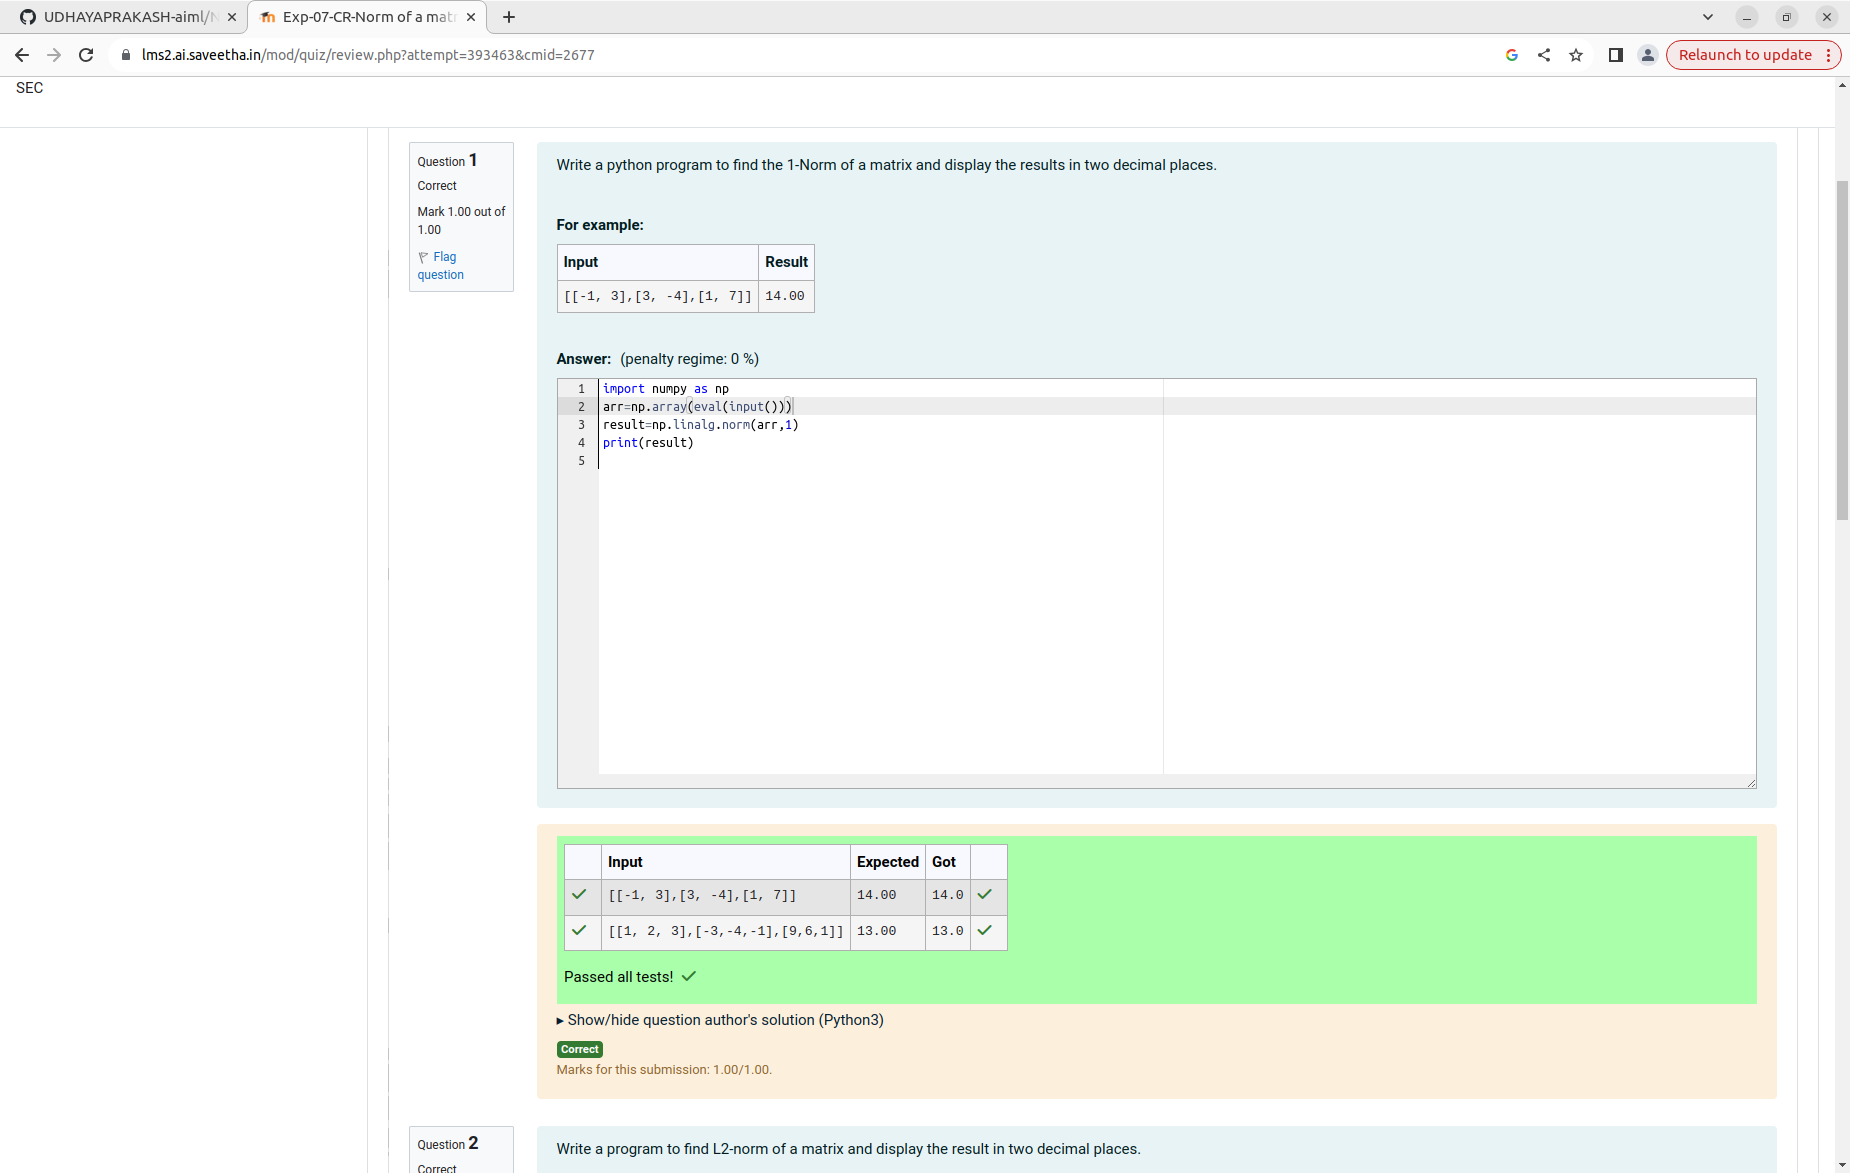 UDHAYAPRAKASH-aiml/N
Exp-07-CR-Norm of a mat
lms2.ai.saveetha.in/mod/quiz/review.php?attempt=393463&cmid=2677
Relaunch to update
SEC
Question 1
Correct
Mark 1.00 out of
1.00
Flag
question
Write a python program to find the 1-Norm of a matrix and display the results in two decimal places.
For example:
Input Result
[[-1, 3],[3, -4],[1, 7]] 14.00
Answer: (penalty regime: 0 %)
1 import numpy as np
2 arr=np.array(eval(input()))
3 result=np.linalg.norm(arr,1)
4 print(result)
5
Input Expected Got
[[-1, 3],[3, -4],[1, 7]] 14.00 14.0
[[1, 2, 3],[-3,-4,-1],[9,6,1]] 13.00 13.0
Passed all tests!
Show/hide question author's solution (Python3)
Correct
Marks for this submission: 1.00/1.00.
Question 2
Correct
Write a program to find L2-norm of a matrix and display the result in two decimal places.